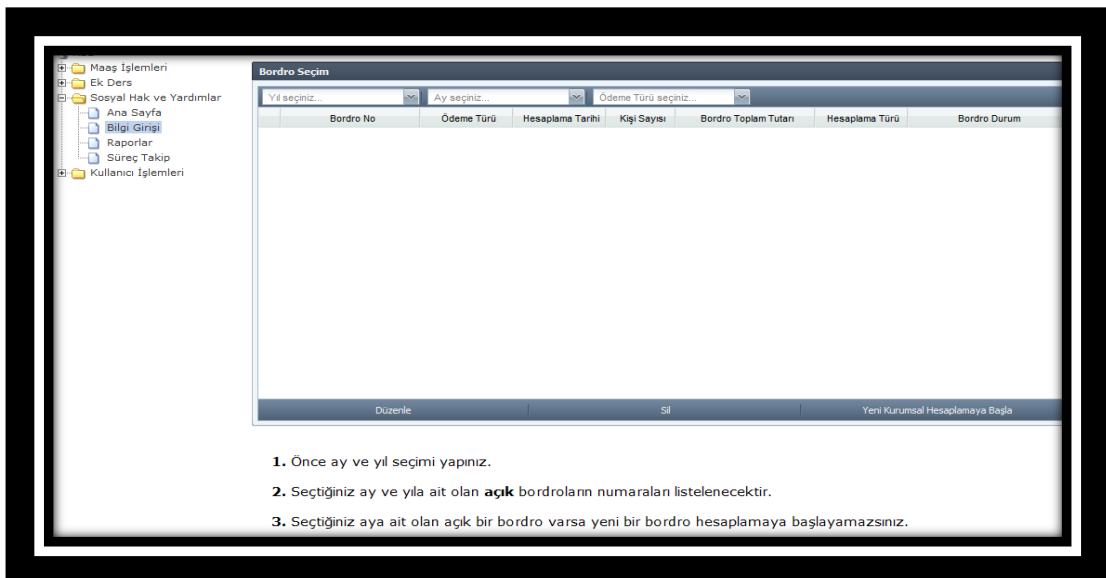 Maaş İşlemleri
Ek Ders
Sosyal Hak ve Yardımlar
Ana Sayfa
Bilgi Girişi
Raporlar
Süreç Takip
Kullanıcı İşlemleri
Bordro Seçim
Yıl seçiniz... Ay seçiniz... Ödeme Türü seçiniz...
Bordro No Ödeme Türü Hesaplama Tarihi Kişi Sayısı Bordro Toplam Tutarı Hesaplama Türü Bordro Durum
Düzenle Sil Yeni Kurumsal Hesaplamaya Başla
1. Önce ay ve yıl seçimi yapınız.
2. Seçtiğiniz ay ve yıla ait olan açık bordroların numaraları listelenecektir.
3. Seçtiğiniz aya ait olan açık bir bordro varsa yeni bir bordro hesaplamaya başlayamazsınız.